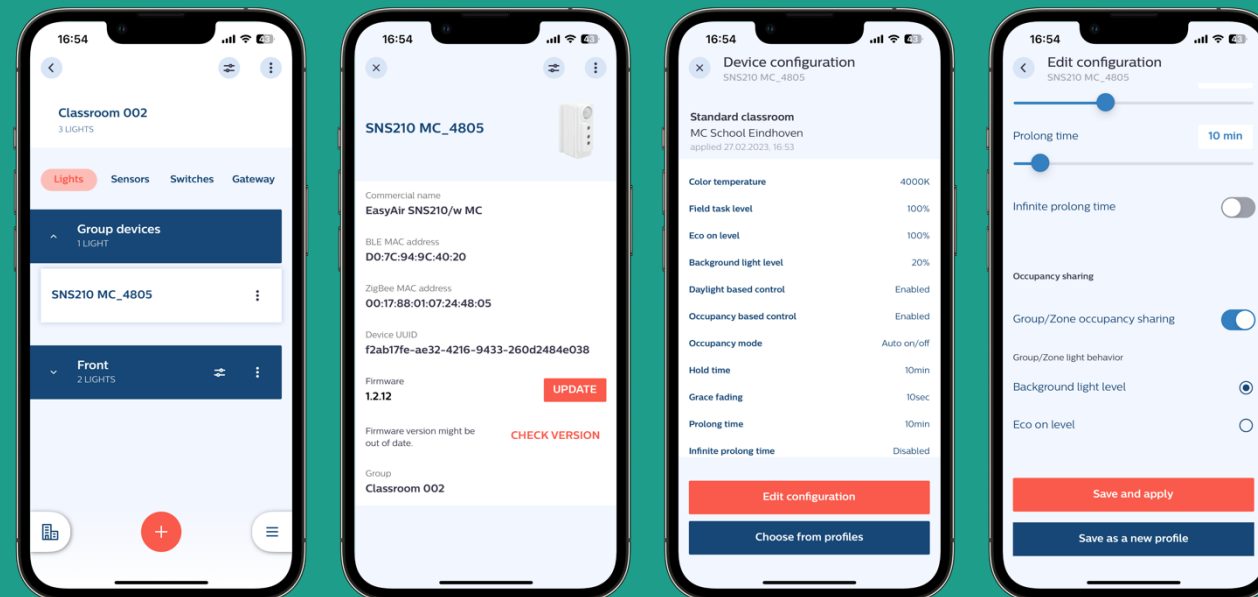 16:54
43
Classroom 002
3 LIGHTS
Lights Sensors Switches Gateway
Group devices
1 LIGHT
SNS210 MC_4805
Front
2 LIGHTS
16:54
43
SNS210 MC_4805
Commercial name
EasyAir SNS210/w MC
BLE MAC address
D0:7C:94:9C:40:20
ZigBee MAC address
00:17:88:01:07:24:48:05
Device UUID
f2ab17fe-ae32-4216-9433-260d2484e038
Firmware
1.2.12
UPDATE
Firmware version might be
out of date.
CHECK VERSION
Group
Classroom 002
16:54
43
Device configuration
SNS210 MC_4805
Standard classroom
MC School Eindhoven
applied 27.02.2023, 16:53
Color temperature 4000K
Field task level 100%
Eco on level 100%
Background light level 20%
Daylight based control Enabled
Occupancy based control Enabled
Occupancy mode Auto on/off
Hold time 10min
Grace fading 10sec
Prolong time 10min
Infinite prolong time Disabled
Edit configuration
Choose from profiles
16:54
43
Edit configuration
SNS210 MC_4805
Prolong time 10 min
Infinite prolong time
Occupancy sharing
Group/Zone occupancy sharing
Group/Zone light behavior
Background light level
Eco on level
Save and apply
Save as a new profile